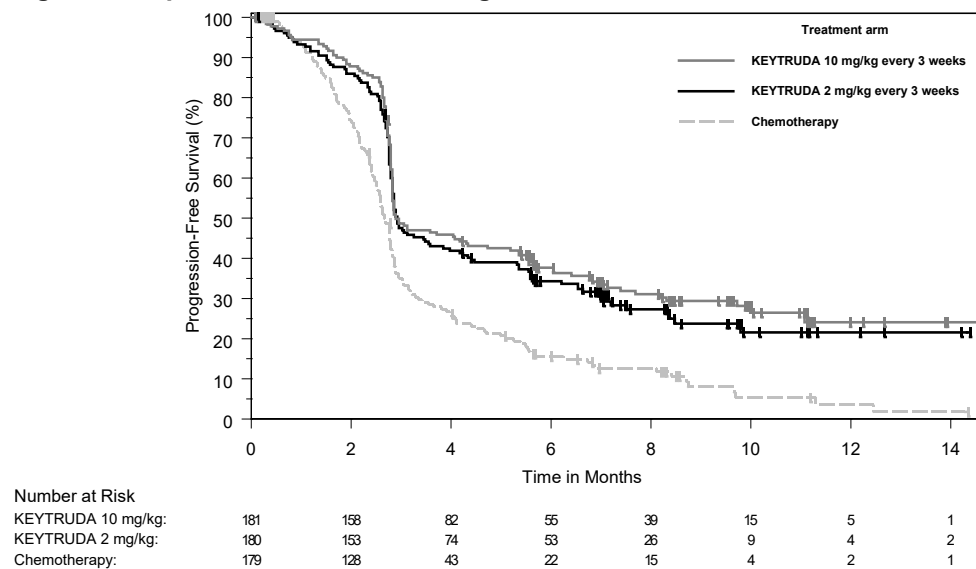 100
90
80
70
60
50
40
30
20
10
0
Progression-Free Survival (%)
Treatment arm
KEYTRUDA 10 mg/kg every 3 weeks
KEYTRUDA 2 mg/kg every 3 weeks
Chemotherapy
0 2 4 6 8 10 12 14
Time in Months
Number at Risk
KEYTRUDA 10 mg/kg: 181 158 82 55 39 15 5 1
KEYTRUDA 2 mg/kg: 180 153 74 53 26 9 4 2
Chemotherapy: 179 128 43 22 15 4 2 1